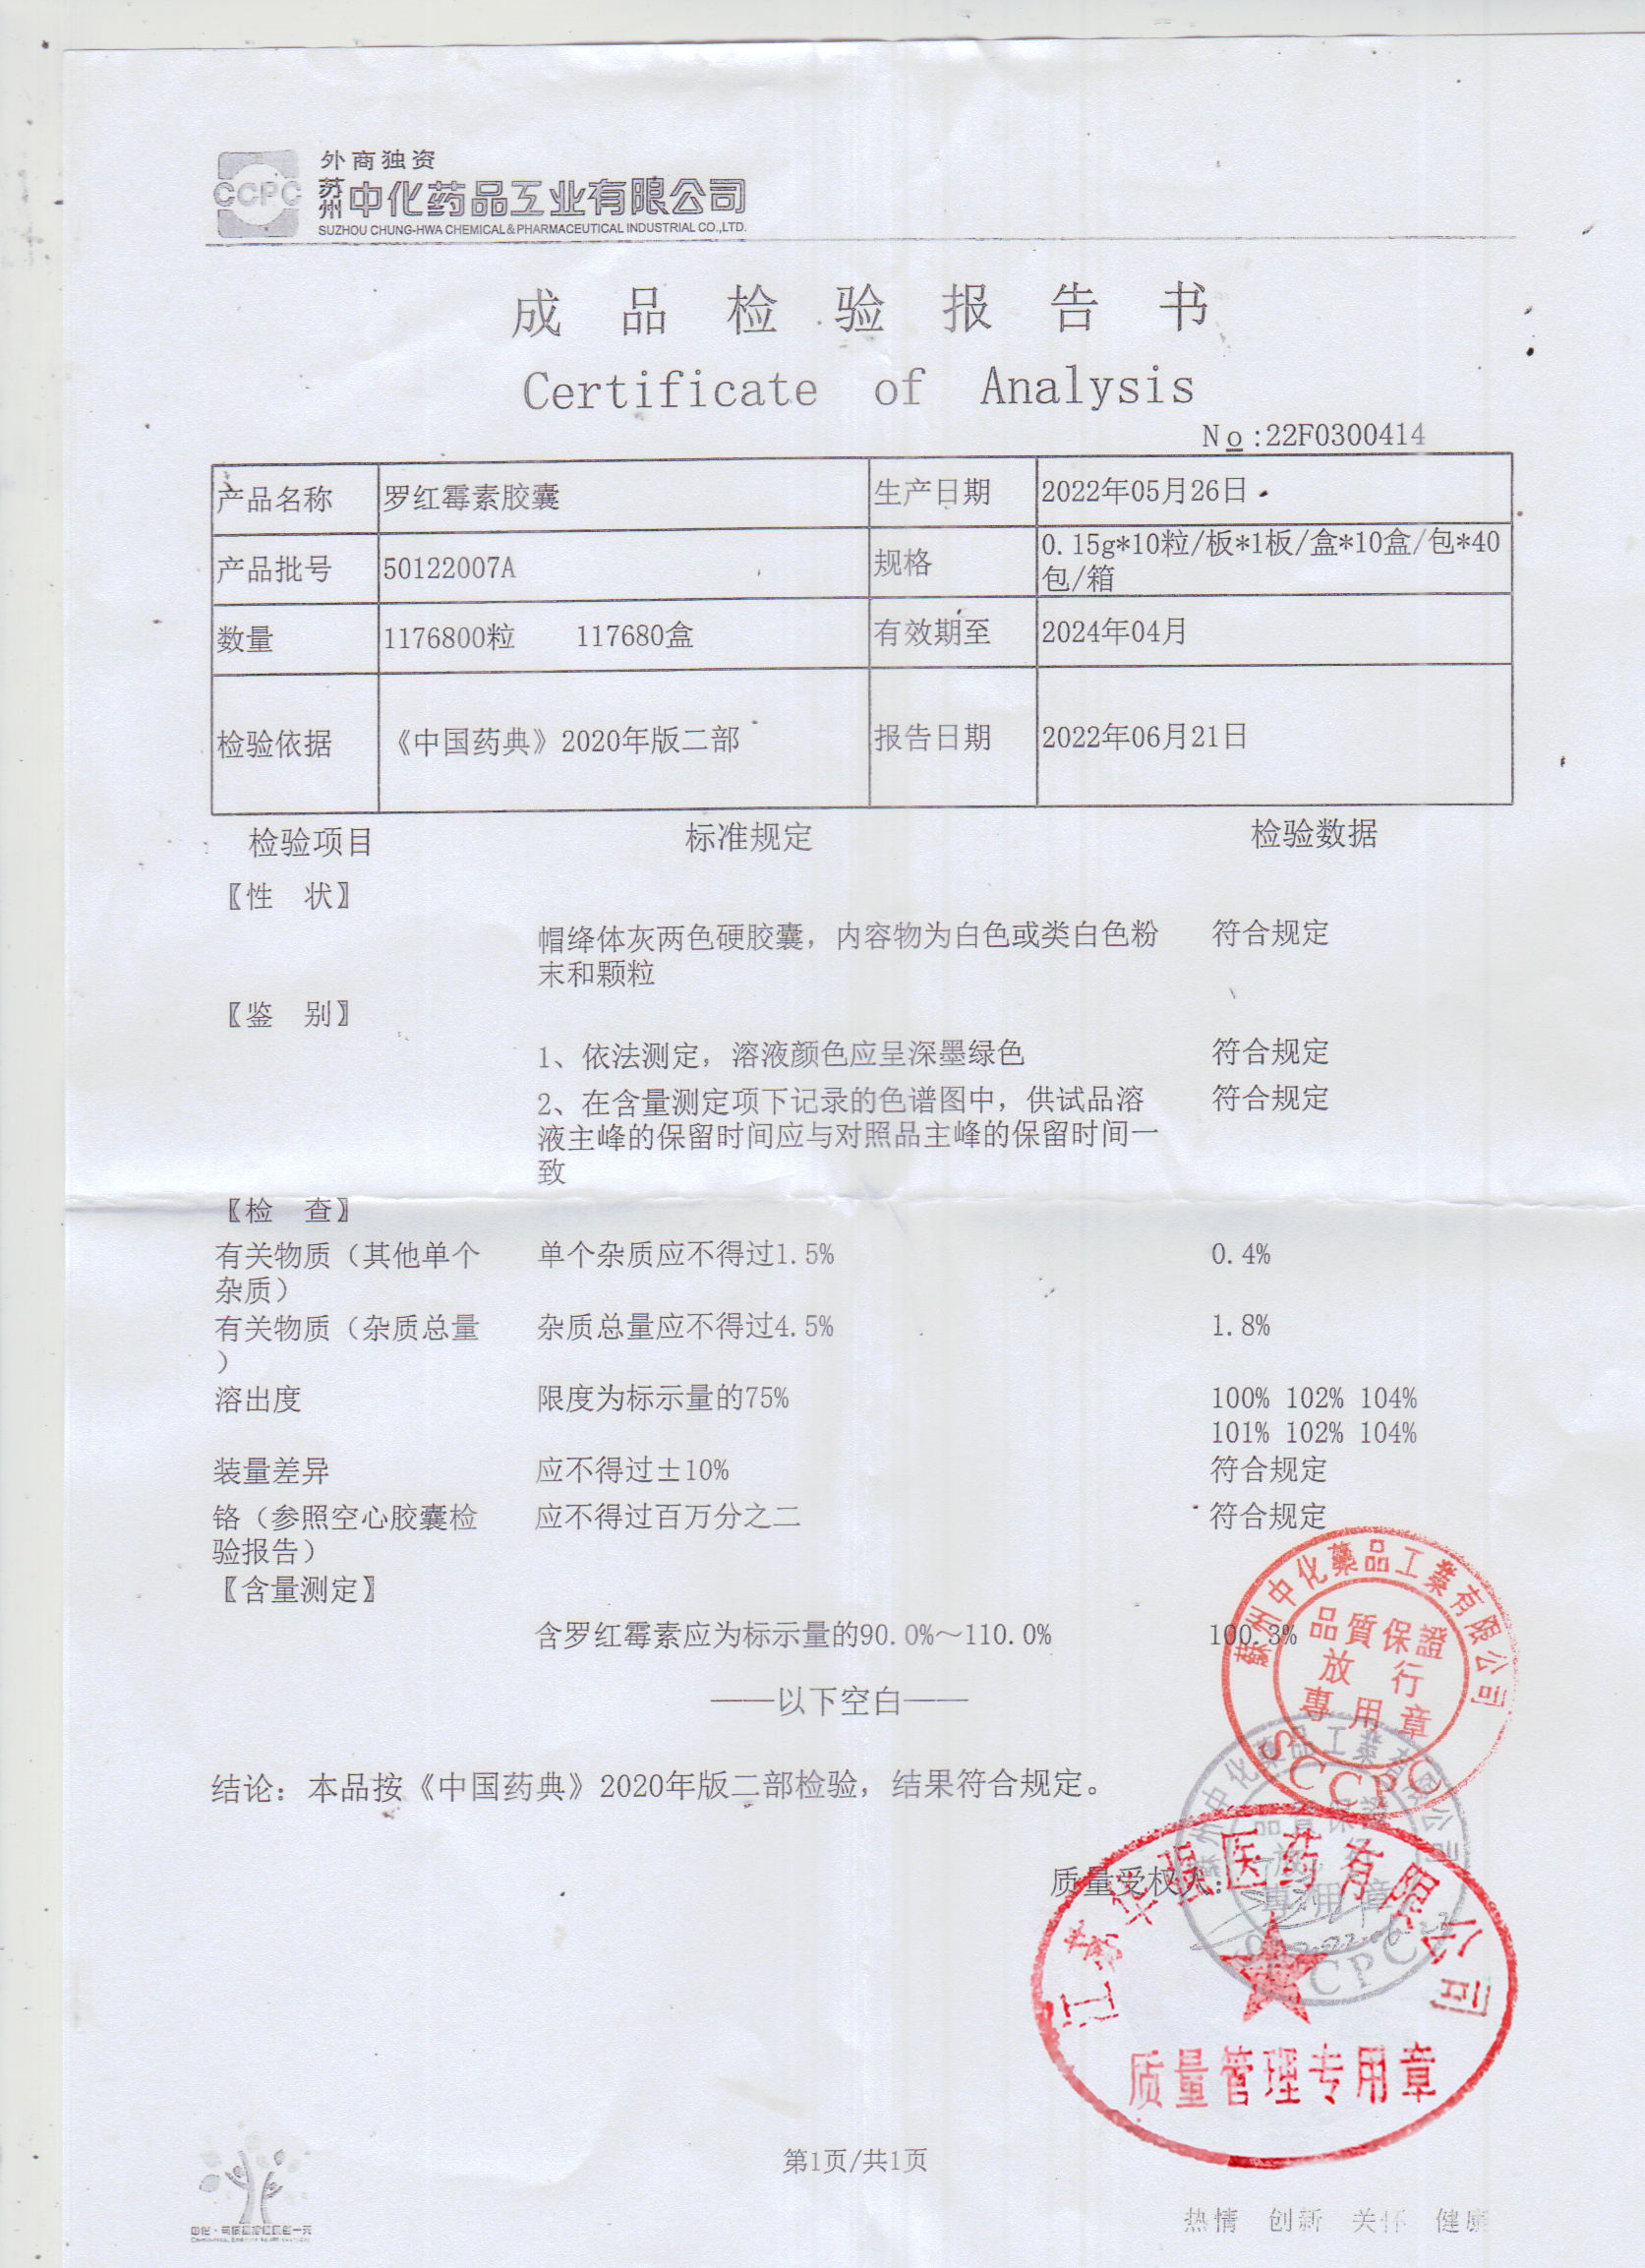 CCPC
外商独资
苏州中化药品工业有限公司
SUZHOU CHUNG-HWA CHEMICAL&PHARMACEUTICAL INDUSTRIAL CO.,LTD.
成品检验报告书
Certificate of Analysis
No:22F0300414
产品名称 罗红霉素胶囊 生产日期 2022年05月26日
产品批号 50122007A 规格 0.15g*10粒/板*1板/盒*10盒/包*40
包/箱
数量 1176800粒 117680盒 有效期至 2024年04月
检验依据 《中国药典》2020年版二部 报告日期 2022年06月21日
检验项目 标准规定 检验数据
〖性 状〗
帽绛体灰两色硬胶囊，内容物为白色或类白色粉 符合规定
末和颗粒
〖鉴 别〗
1、依法测定，溶液颜色应呈深墨绿色 符合规定
2、在含量测定项下记录的色谱图中，供试品溶 符合规定
液主峰的保留时间应与对照品主峰的保留时间一
致
〖检 查〗
有关物质（其他单个 单个杂质应不得过1.5% 0.4%
杂质）
有关物质（杂质总量 杂质总量应不得过4.5% 1.8%
）
溶出度 限度为标示量的75% 100% 102% 104%
101% 102% 104%
装量差异 应不得过±10% 符合规定
铬（参照空心胶囊检 应不得过百万分之二 符合规定
验报告）
〖含量测定〗
含罗红霉素应为标示量的90.0%～110.0% 100.3%
——以下空白——
蘇州中化藥品工業有限公司
品質保證
放行
專用章
SCCPC
结论：本品按《中国药典》2020年版二部检验，结果符合规定。
质量受权人：
江苏华强医药有限公司
质量管理专用章
第1页/共1页
热情 创新 关怀 健康